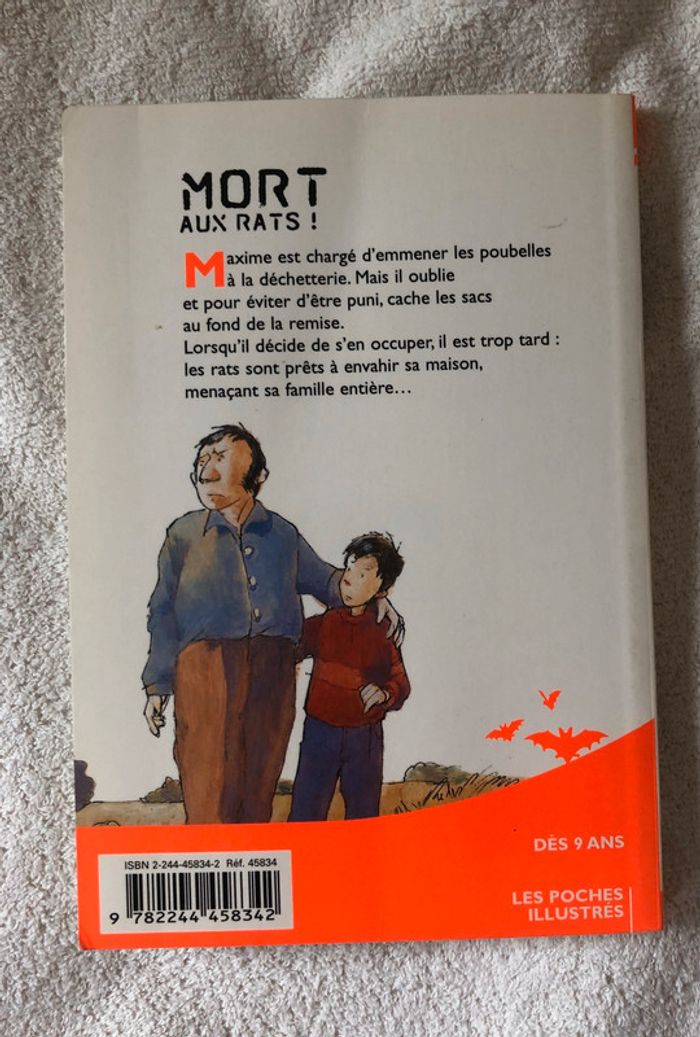 MORT
AUX RATS !
Maxime est chargé d'emmener les poubelles
à la déchetterie. Mais il oublie
et pour éviter d'être puni, cache les sacs
au fond de la remise.
Lorsqu'il décide de s'en occuper, il est trop tard :
les rats sont prêts à envahir sa maison,
menaçant sa famille entière…
DÈS 9 ANS
ISBN 2-244-45834-2 Réf. 45834
9 782244 458342
LES POCHES
ILLUSTRÉS